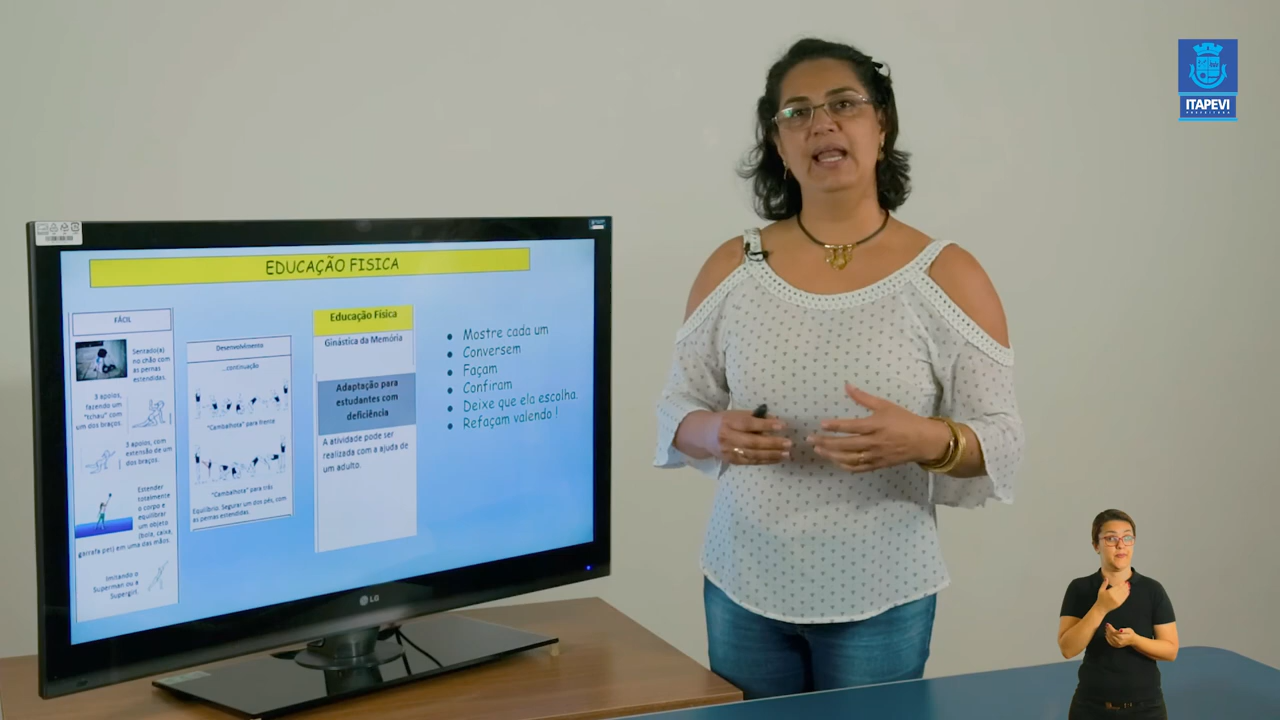 ITAPEVI
PREFEITURA
EDUCAÇÃO FISICA
FÁCIL
Sentado(a)
no chão com
as pernas
estendidas.
3 apoios,
fazendo um
"tchau" com
um dos braços.
3 apoios, com
extensão de um
dos braços.
Estender
totalmente
o corpo e
equilibrar
um objeto
(bola, caixa,
garrafa pet) em uma das mãos.
Imitando o
Superman ou a
Supergirl.
Desenvolvimento
...continuação
"Cambalhota" para frente
"Cambalhota" para trás
Equilíbrio. Segurar um dos pés, com
as pernas estendidas.
Educação Física
Ginástica da Memória
Adaptação para
estudantes com
deficiência
A atividade pode ser
realizada com a ajuda de
um adulto.
• Mostre cada um
• Conversem
• Façam
• Confiram
• Deixe que ela escolha.
• Refaçam valendo !
LG